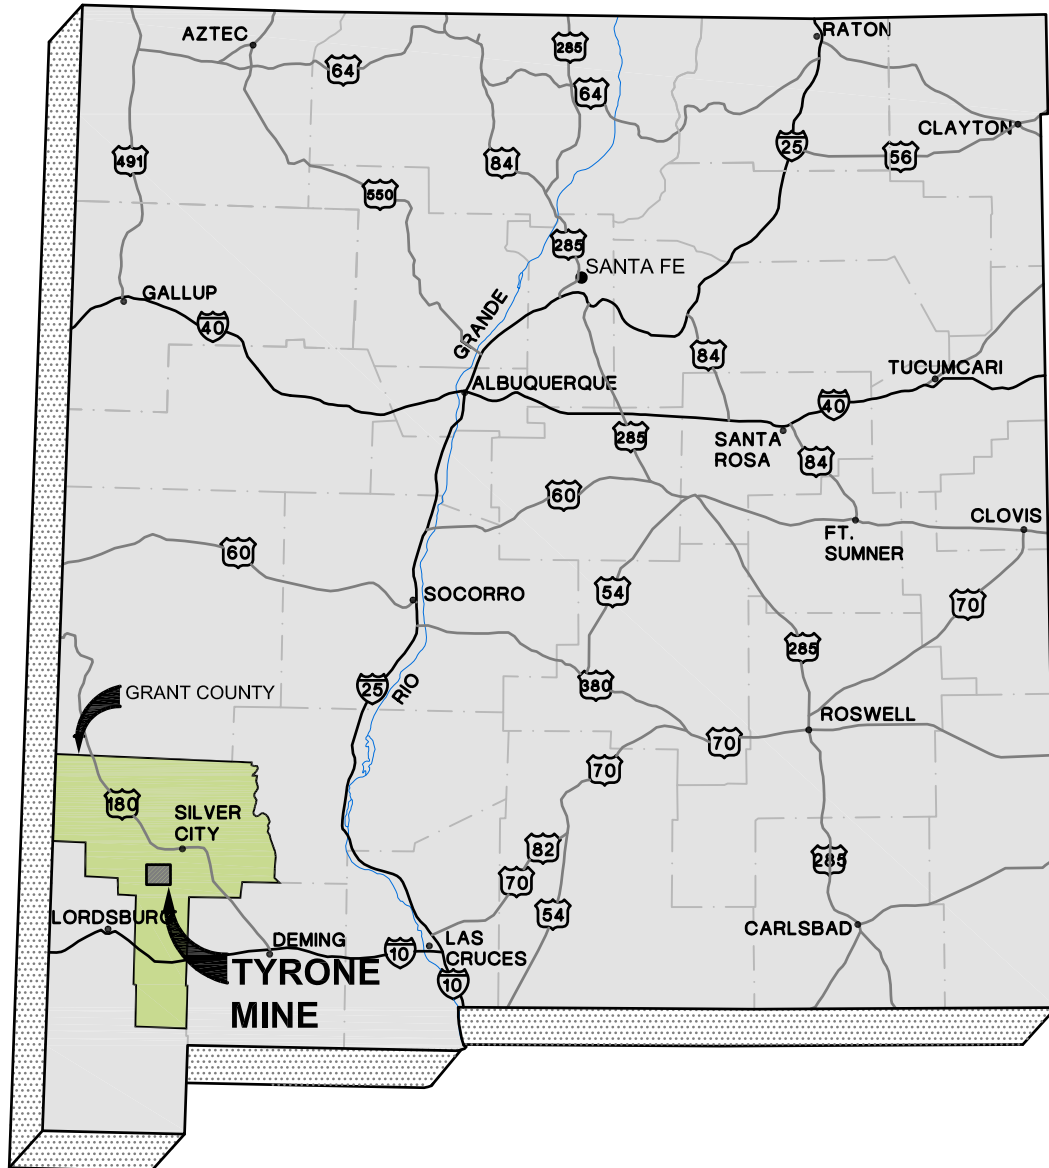 AZTEC
RATON
285
64
64
CLAYTON
25
56
491
84
550
285
SANTA FE
GALLUP
GRANDE
40
84
TUCUMCARI
ALBUQUERQUE
40
285
SANTA
ROSA
84
60
CLOVIS
FT.
SUMNER
60
54
SOCORRO
70
285
25
RIO
380
GRANT COUNTY
ROSWELL
70
70
180
SILVER
CITY
82
285
70
54
LORDSBURG
CARLSBAD
DEMING
10
LAS
CRUCES
10
TYRONE
MINE